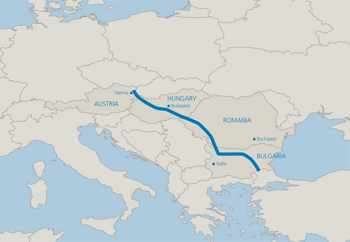 Vienna
AUSTRIA
HUNGARY
Budapest
ROMANIA
Bucharest
BULGARIA
Sofia